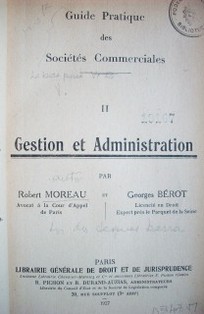 Guide Pratique
des
Sociétés Commerciales
II
Gestion et Administration
PAR
Robert MOREAU
Avocat à la Cour d'Appel
de Paris
ET
Georges BÉROT
Licencié en Droit
Expert près le Parquet de la Seine
PARIS
LIBRAIRIE GÉNÉRALE DE DROIT ET DE JURISPRUDENCE
R. PICHON ET R. DURAND-AUZIAS, ADMINISTRATEURS
20, RUE SOUFFLOT (5e ARRt)
1927